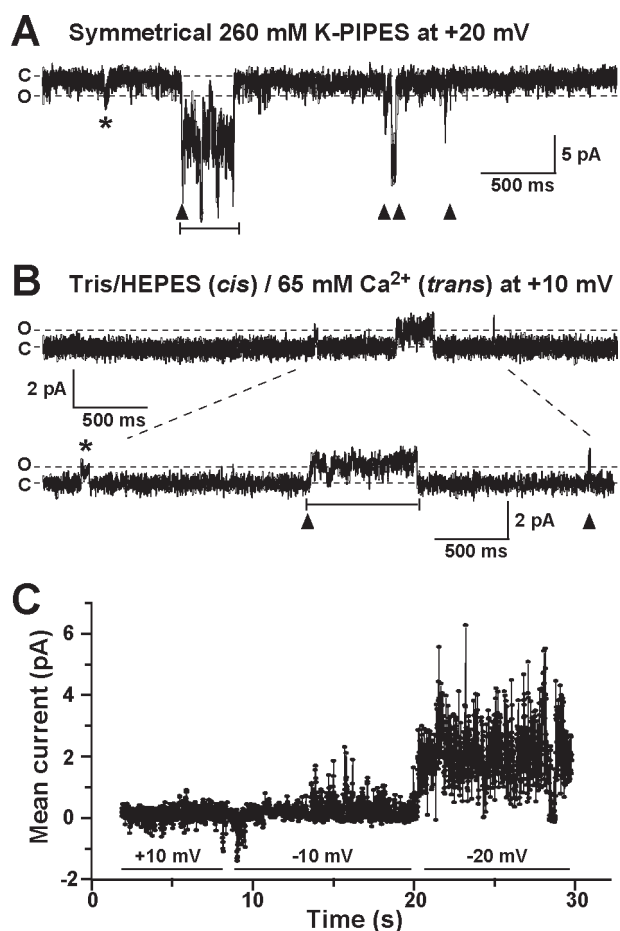 A Symmetrical 260 mM K-PIPES at +20 mV
C
O
*
5 pA
500 ms
B Tris/HEPES (cis) / 65 mM Ca²⁺ (trans) at +10 mV
O
C
2 pA
500 ms
*
O
C
2 pA
500 ms
C
Mean current (pA)
6
4
2
0
-2
+10 mV -10 mV -20 mV
0 10 20 30
Time (s)